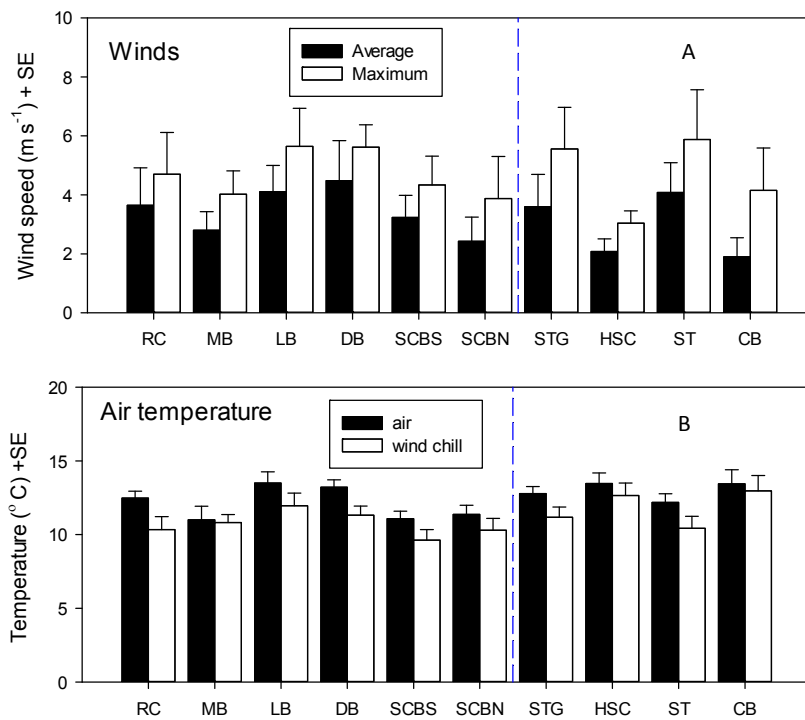 10
8
6
4
2
0
Wind speed (m s-1) + SE
Winds
Average
Maximum
A
RC MB LB DB SCBS SCBN STG HSC ST CB
20
15
10
5
0
Temperature (° C) +SE
Air temperature
air
wind chill
B
RC MB LB DB SCBS SCBN STG HSC ST CB